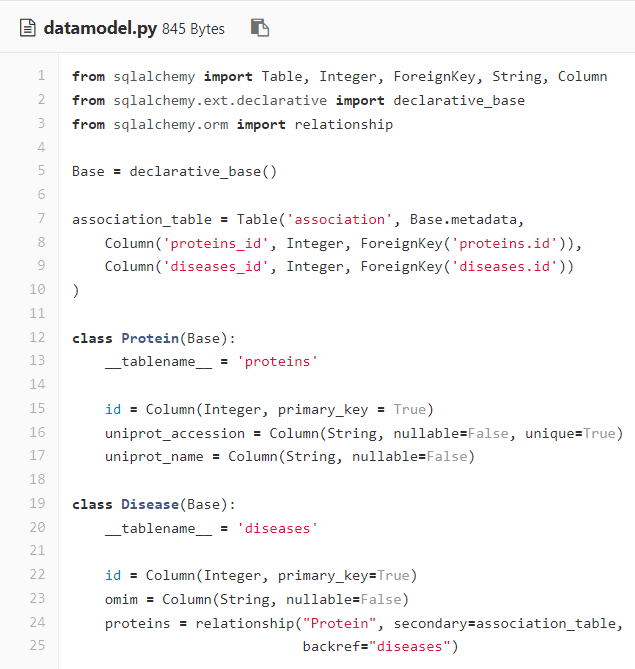 datamodel.py 845 Bytes
1 from sqlalchemy import Table, Integer, ForeignKey, String, Column
2 from sqlalchemy.ext.declarative import declarative_base
3 from sqlalchemy.orm import relationship
4
5 Base = declarative_base()
6
7 association_table = Table('association', Base.metadata,
8     Column('proteins_id', Integer, ForeignKey('proteins.id')),
9     Column('diseases_id', Integer, ForeignKey('diseases.id'))
10 )
11
12 class Protein(Base):
13     __tablename__ = 'proteins'
14
15     id = Column(Integer, primary_key = True)
16     uniprot_accession = Column(String, nullable=False, unique=True)
17     uniprot_name = Column(String, nullable=False)
18
19 class Disease(Base):
20     __tablename__ = 'diseases'
21
22     id = Column(Integer, primary_key=True)
23     omim = Column(String, nullable=False)
24     proteins = relationship("Protein", secondary=association_table,
25                             backref="diseases")